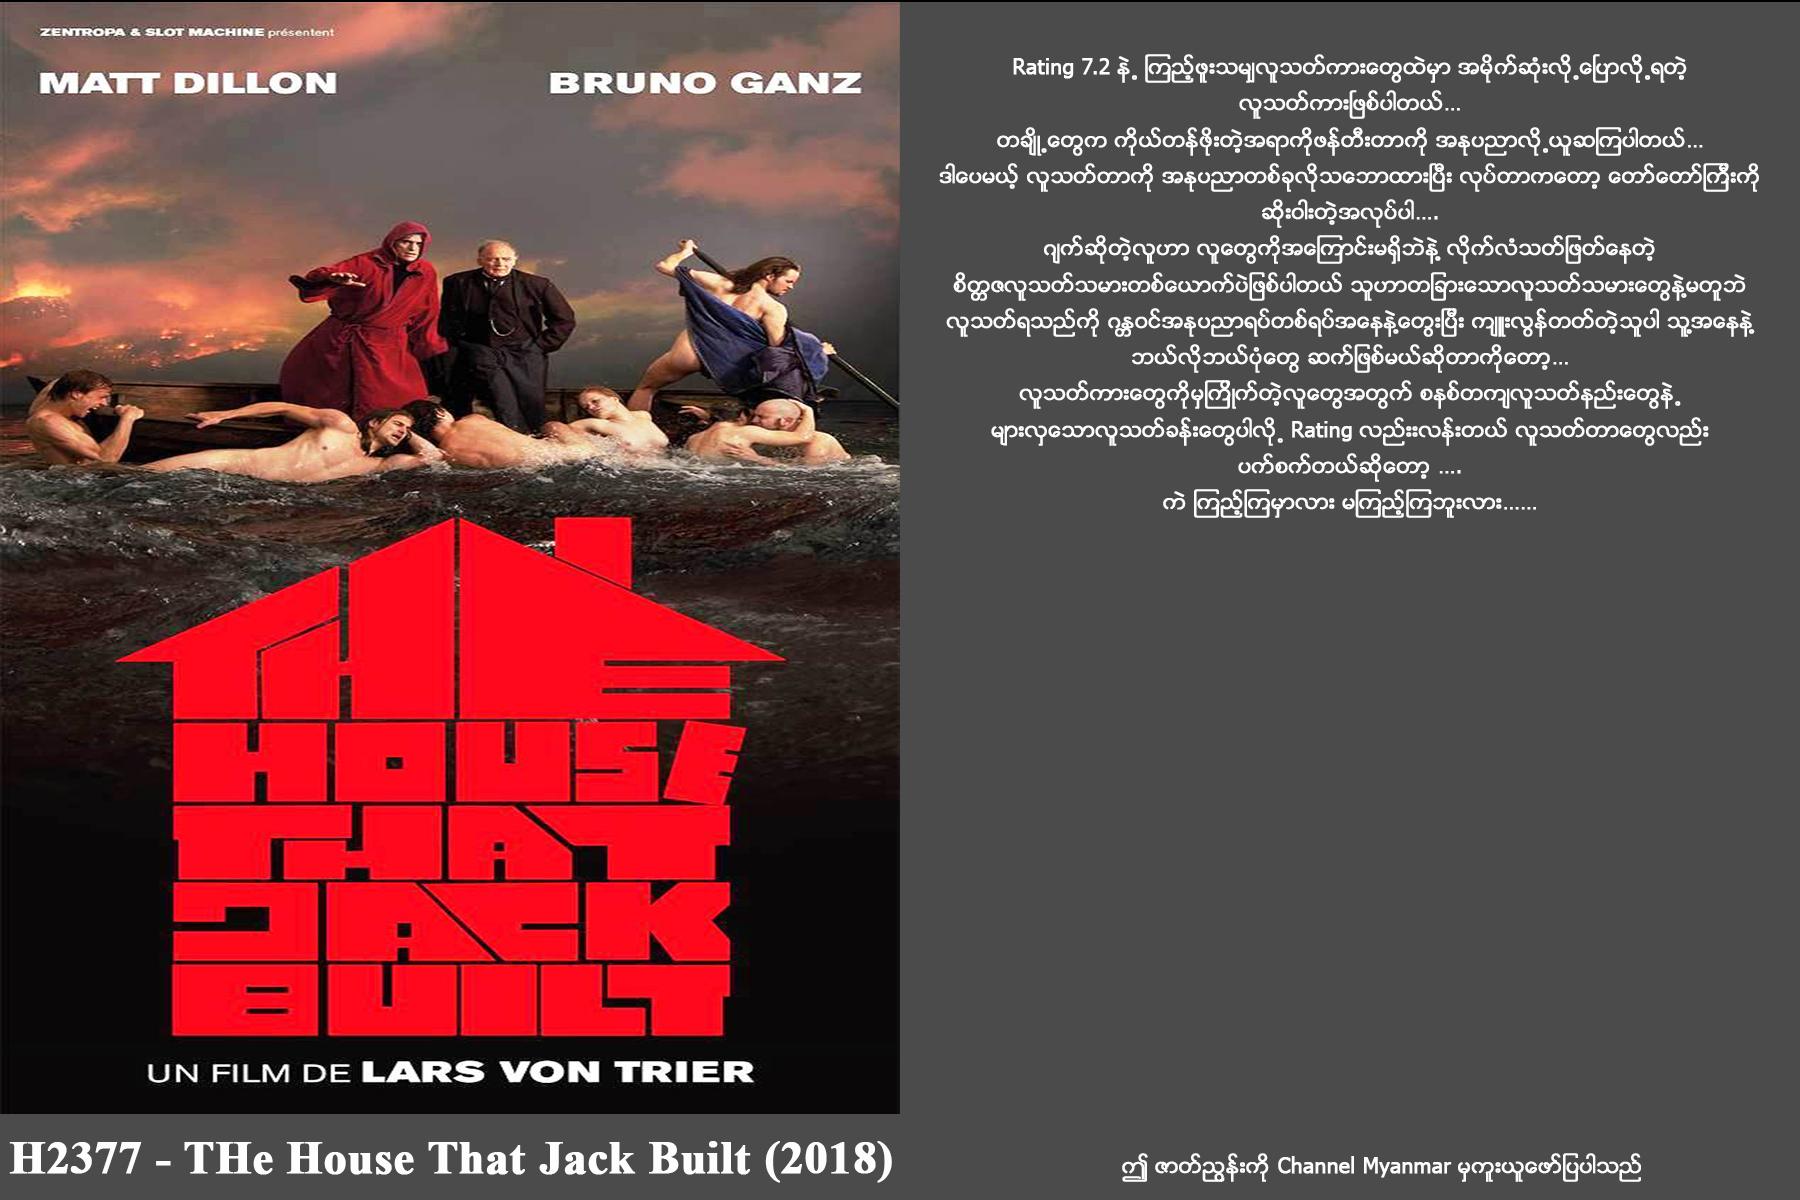 ZENTROPA & SLOT MACHINE présentent
MATT DILLON BRUNO GANZ
THE
HOUSE
THAT
JACK
BUILT
UN FILM DE LARS VON TRIER
H2377 - THe House That Jack Built (2018)
Rating 7.2 နဲ့ ကြည့်ဖူးသမျှလူသတ်ကားတွေထဲမှာ အမိုက်ဆုံးလို့ပြောလို့ရတဲ့
လူသတ်ကားဖြစ်ပါတယ်...
တချို့တွေက ကိုယ်တန်ဖိုးတဲ့အရာကိုဖန်တီးတာကို အနုပညာလို့ယူဆကြပါတယ်...
ဒါပေမယ့် လူသတ်တာကို အနုပညာတစ်ခုလိုသဘောထားပြီး လုပ်တာကတော့ တော်တော်ကြီးကို
ဆိုးဝါးတဲ့အလုပ်ပါ....
ဂျက်ဆိုတဲ့လူဟာ လူတွေကိုအကြောင်းမရှိဘဲနဲ့ လိုက်လံသတ်ဖြတ်နေတဲ့
စိတ္တဇလူသတ်သမားတစ်ယောက်ပဲဖြစ်ပါတယ် သူဟာတခြားသောလူသတ်သမားတွေနဲ့မတူဘဲ
လူသတ်ရသည်ကို ဂန္တဝင်အနုပညာရပ်တစ်ရပ်အနေနဲ့တွေးပြီး ကျူးလွန်တတ်တဲ့သူပါ သူ့အနေနဲ့
ဘယ်လိုဘယ်ပုံတွေ ဆက်ဖြစ်မယ်ဆိုတာကိုတော့...
လူသတ်ကားတွေကိုမှကြိုက်တဲ့လူတွေအတွက် စနစ်တကျလူသတ်နည်းတွေနဲ့
များလှသောလူသတ်ခန်းတွေပါလို့ Rating လည်းးလန်းတယ် လူသတ်တာတွေလည်း
ပက်စက်တယ်ဆိုတော့ ....
ကဲ ကြည့်ကြမှာလား မကြည့်ကြဘူးလား......
ဤ ဇာတ်ညွှန်းကို Channel Myanmar မှကူးယူဖော်ပြပါသည်